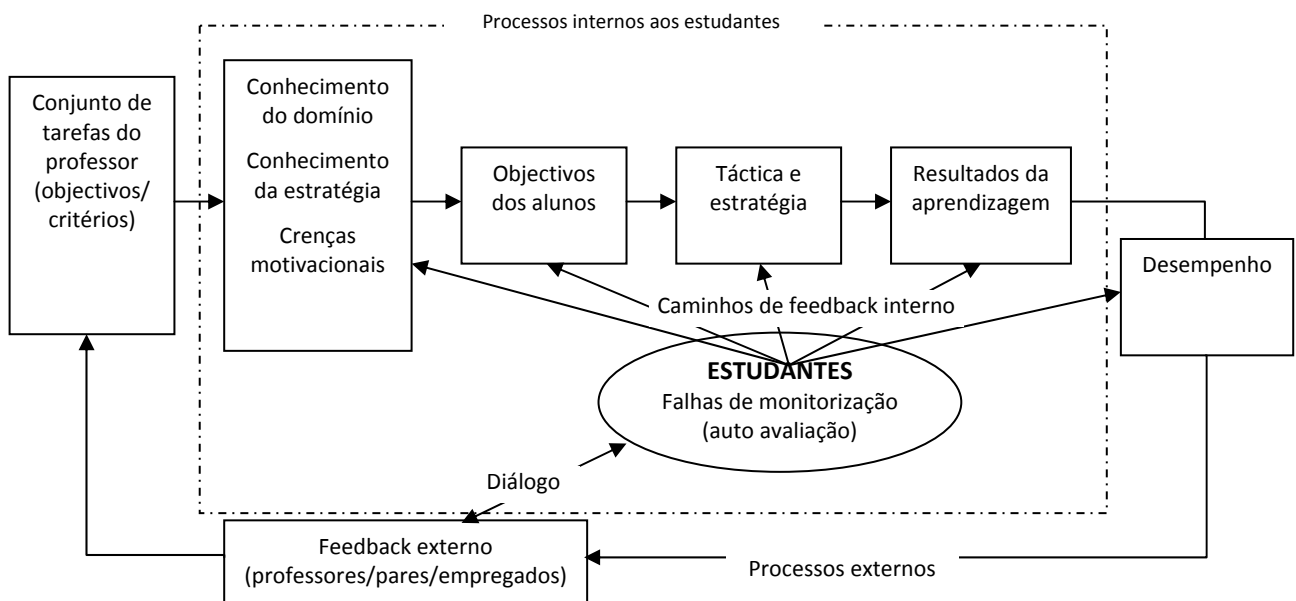 Processos internos aos estudantes
Conjunto de
tarefas do
professor
(objectivos/
critérios)
Conhecimento
do domínio
Conhecimento
da estratégia
Crenças
motivacionais
Objectivos
dos alunos
Táctica e
estratégia
Resultados da
aprendizagem
Desempenho
Caminhos de feedback interno
ESTUDANTES
Falhas de monitorização
(auto avaliação)
Diálogo
Feedback externo
(professores/pares/empregados)
Processos externos